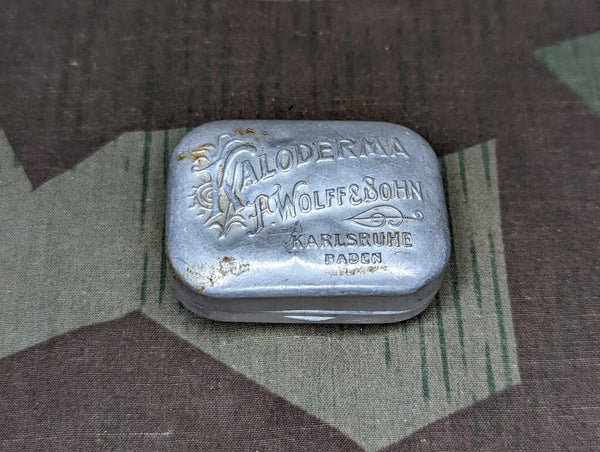 KALODERMA
F. WOLFF & SOHN
KARLSRUHE
BADEN